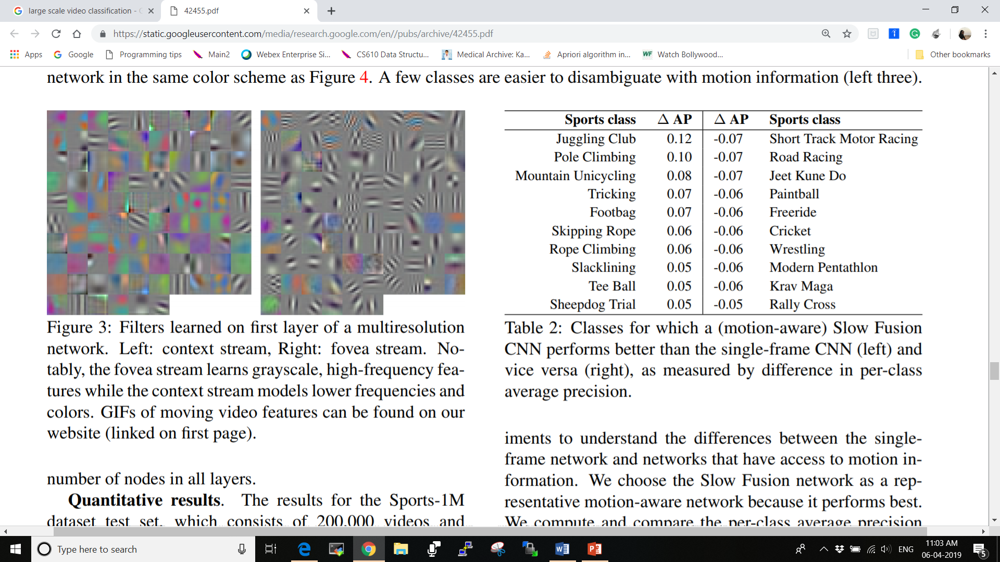 large scale video classification -
42455.pdf
https://static.googleusercontent.com/media/research.google.com/en//pubs/archive/42455.pdf
Apps
Google
Programming tips
Main2
Webex Enterprise Si...
CS610 Data Structu...
Medical Archive: Ka...
Apriori algorithm in...
WF Watch Bollywood...
Other bookmarks
network in the same color scheme as Figure 4. A few classes are easier to disambiguate with motion information (left three).
Figure 3: Filters learned on first layer of a multiresolution
network. Left: context stream, Right: fovea stream. No-
tably, the fovea stream learns grayscale, high-frequency fea-
tures while the context stream models lower frequencies and
colors. GIFs of moving video features can be found on our
website (linked on first page).
number of nodes in all layers.
Quantitative results. The results for the Sports-1M
dataset test set, which consists of 200,000 videos and
Sports class Δ AP Δ AP Sports class
Juggling Club 0.12 -0.07 Short Track Motor Racing
Pole Climbing 0.10 -0.07 Road Racing
Mountain Unicycling 0.08 -0.07 Jeet Kune Do
Tricking 0.07 -0.06 Paintball
Footbag 0.07 -0.06 Freeride
Skipping Rope 0.06 -0.06 Cricket
Rope Climbing 0.06 -0.06 Wrestling
Slacklining 0.05 -0.06 Modern Pentathlon
Tee Ball 0.05 -0.06 Krav Maga
Sheepdog Trial 0.05 -0.05 Rally Cross
Table 2: Classes for which a (motion-aware) Slow Fusion
CNN performs better than the single-frame CNN (left) and
vice versa (right), as measured by difference in per-class
average precision.
iments to understand the differences between the single-
frame network and networks that have access to motion in-
formation. We choose the Slow Fusion network as a rep-
resentative motion-aware network because it performs best.
We compute and compare the per-class average precision
Type here to search
ENG
11:03 AM
06-04-2019
5